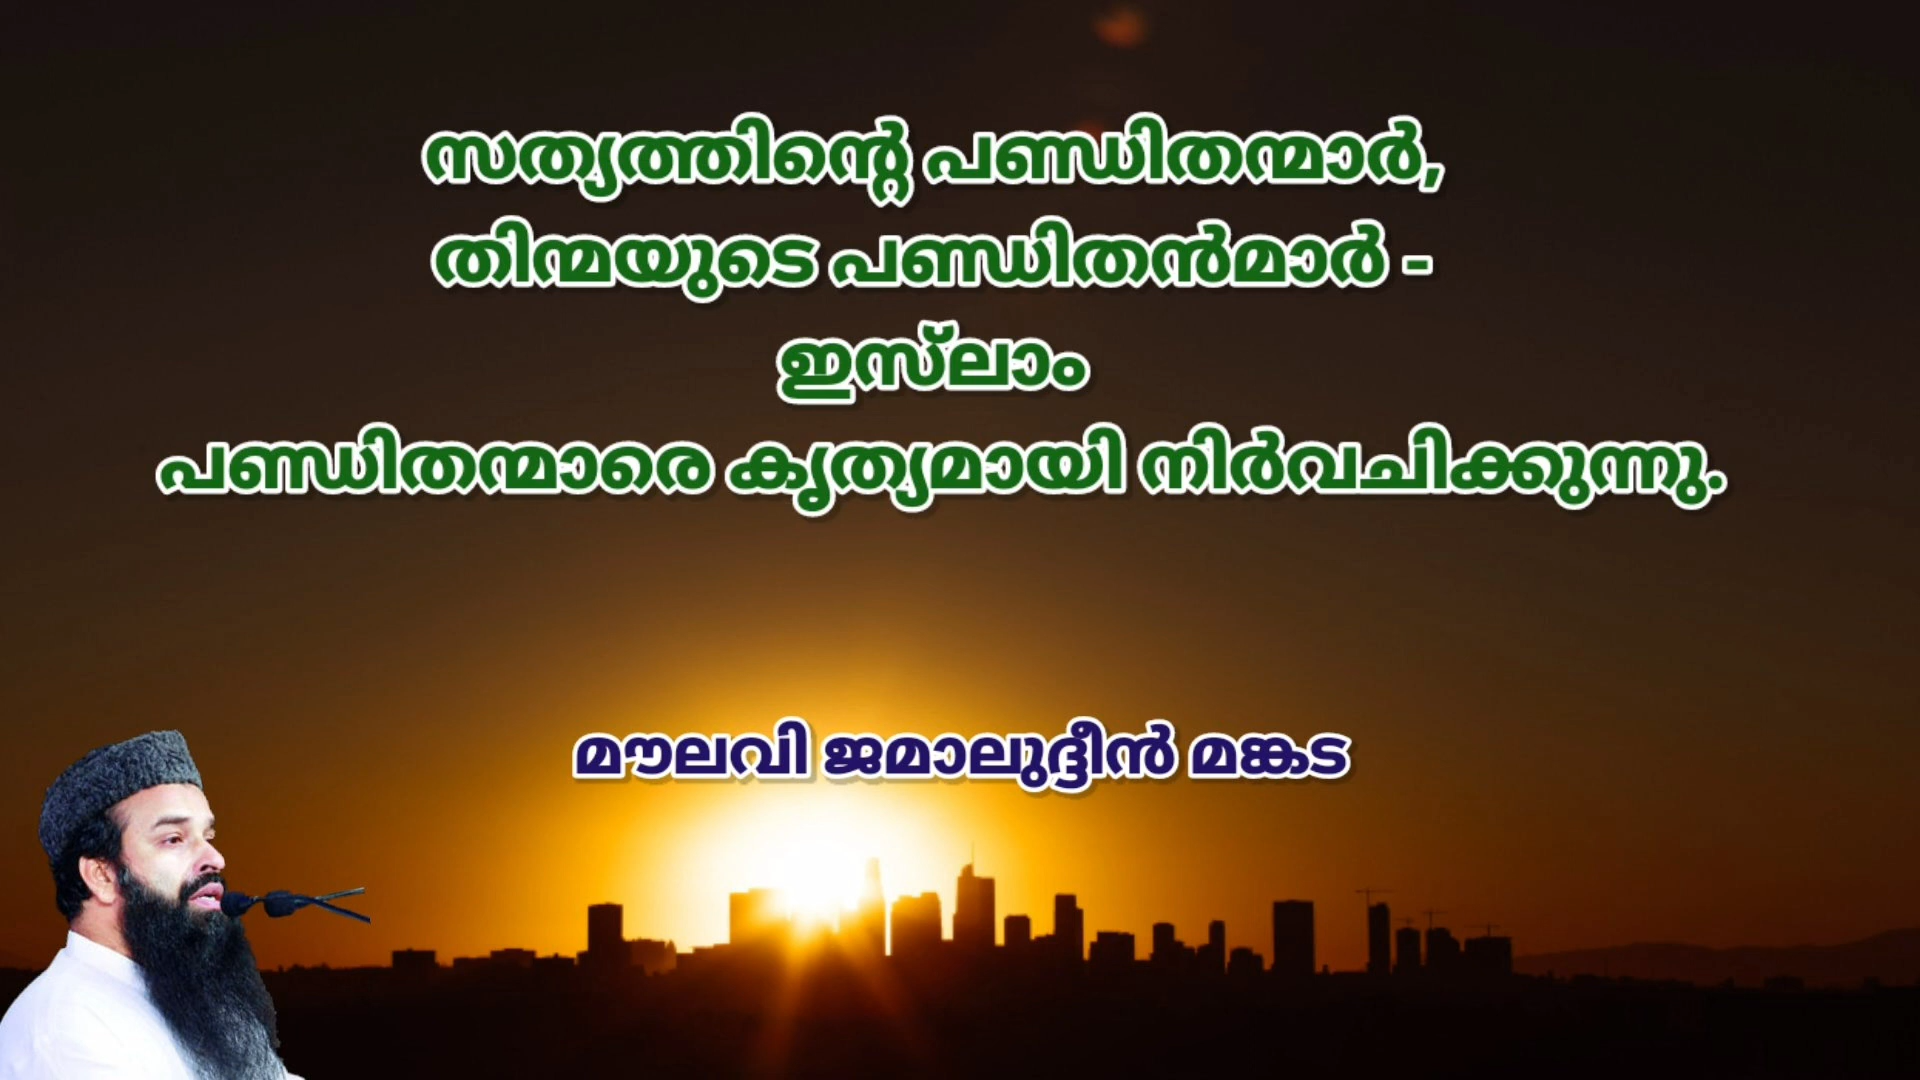 സത്യത്തിന്റെ പണ്ഡിതന്മാർ,
തിന്മയുടെ പണ്ഡിതൻമാർ -
ഇസ്‌ലാം
പണ്ഡിതന്മാരെ കൃത്യമായി നിർവചിക്കുന്നു.
മൗലവി ജമാലുദ്ദീൻ മങ്കട